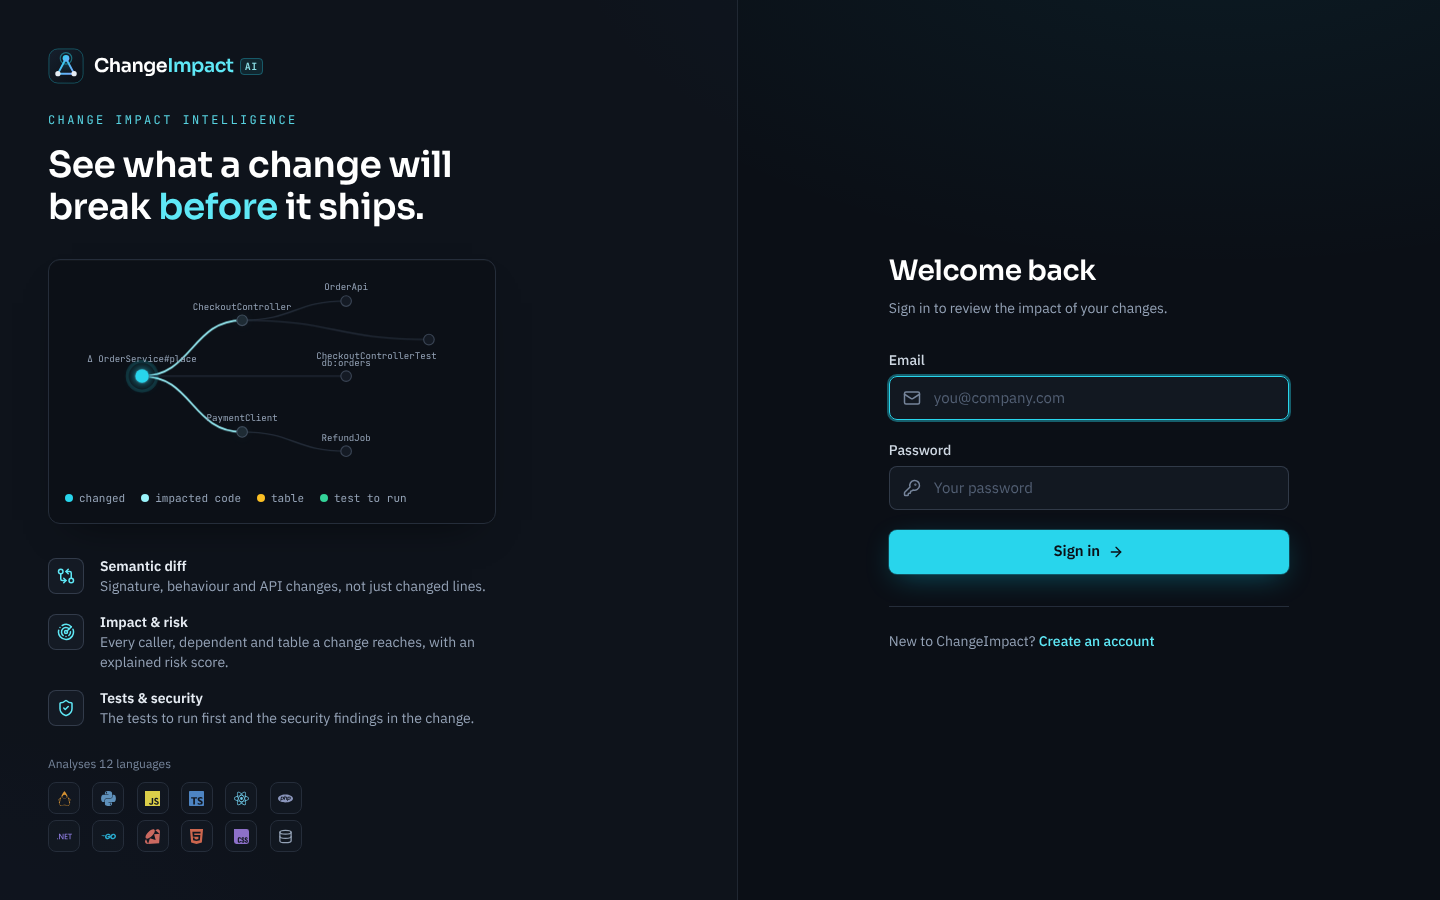 ChangeImpact AI
CHANGE IMPACT INTELLIGENCE
See what a change will
break before it ships.
OrderApi
CheckoutController
CheckoutControllerTest
Δ OrderService#place
db:orders
PaymentClient
RefundJob
changed
impacted code
table
test to run
Semantic diff
Signature, behaviour and API changes, not just changed lines.
Impact & risk
Every caller, dependent and table a change reaches, with an
explained risk score.
Tests & security
The tests to run first and the security findings in the change.
Analyses 12 languages
JS
TS
php
.NET
GO
5
CSS
Welcome back
Sign in to review the impact of your changes.
Email
you@company.com
Password
Your password
Sign in →
New to ChangeImpact? Create an account